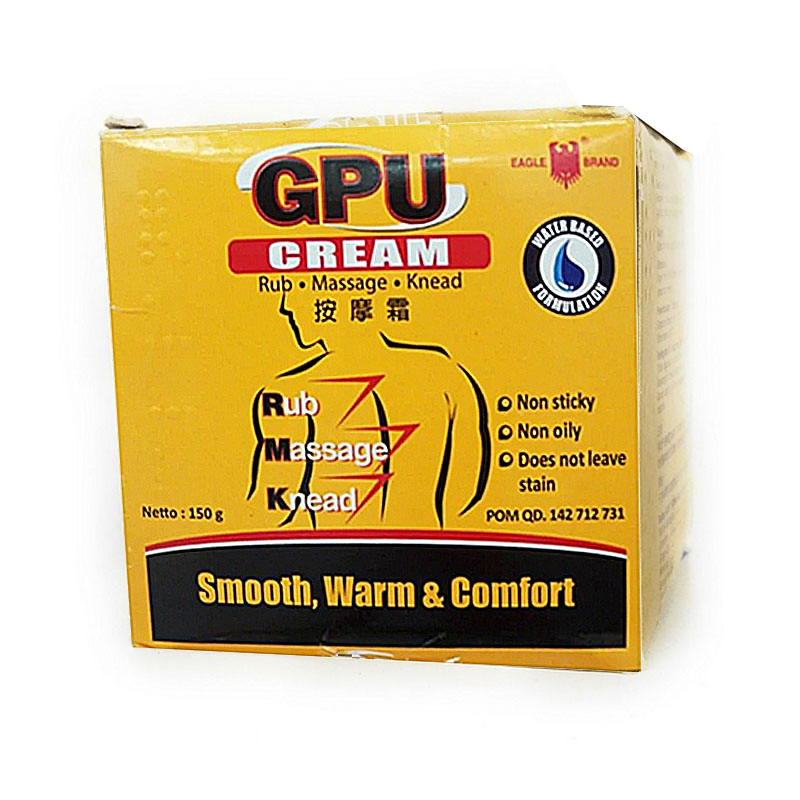 GPU
EAGLE BRAND
CREAM
WATER BASED
FORMULATION
Rub • Massage • Knead
按摩霜
Rub
Massage
Knead
Non sticky
Non oily
Does not leave
stain
Netto : 150 g
POM QD. 142 712 731
Smooth, Warm & Comfort